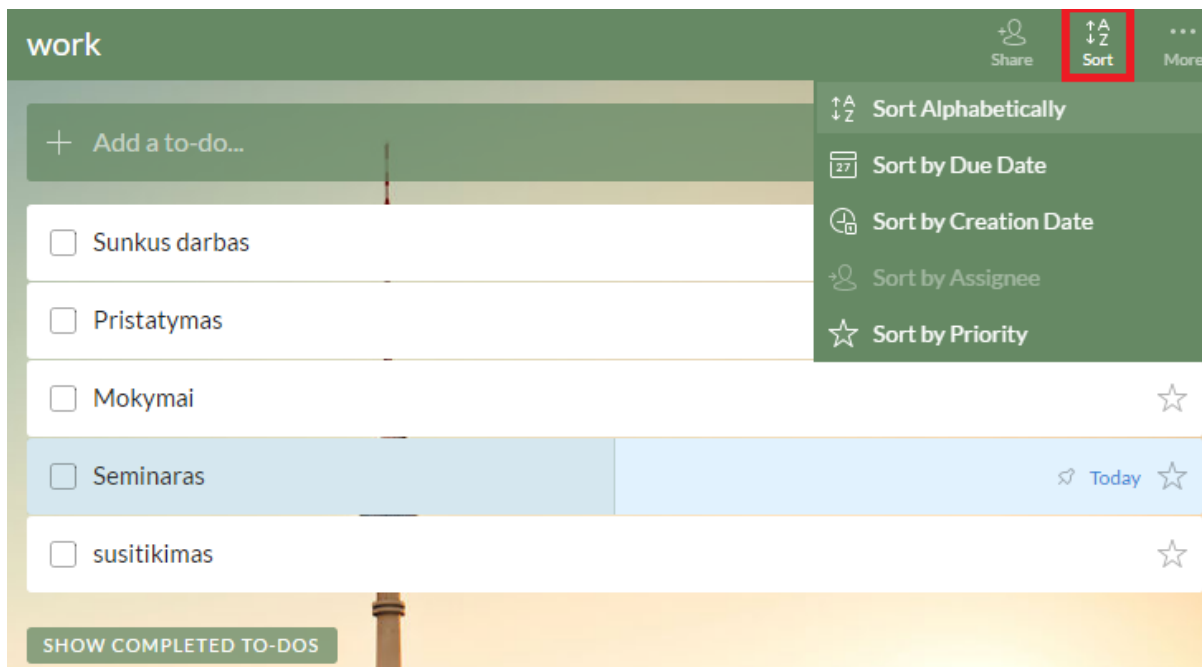 work
Share
Sort
More
Add a to-do...
Sort Alphabetically
27 Sort by Due Date
Sort by Creation Date
Sort by Assignee
Sort by Priority
Sunkus darbas
Pristatymas
Mokymai
Seminaras Today
susitikimas
SHOW COMPLETED TO-DOS